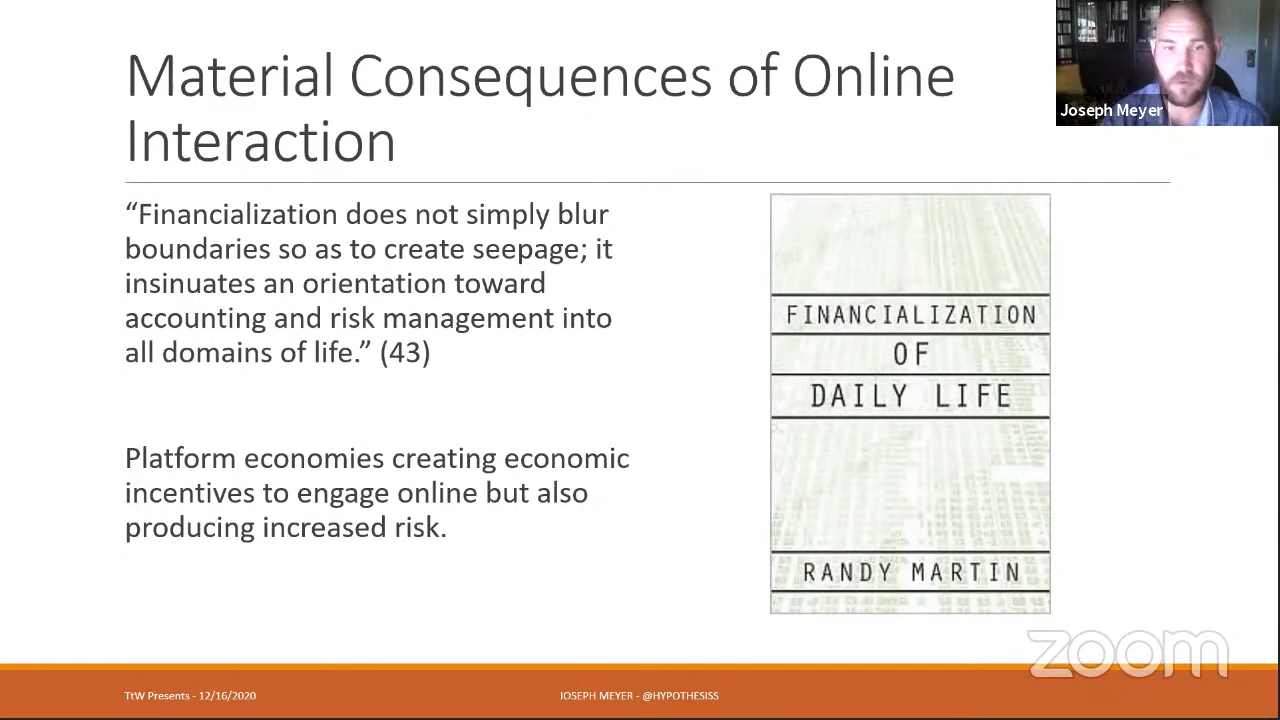 Material Consequences of Online
Interaction
Joseph Meyer
“Financialization does not simply blur
boundaries so as to create seepage; it
insinuates an orientation toward
accounting and risk management into
all domains of life.” (43)
Platform economies creating economic
incentives to engage online but also
producing increased risk.
FINANCIALIZATION
OF
DAILY LIFE
RANDY MARTIN
zoom
TtW Presents - 12/16/2020
JOSEPH MEYER - @HYPOTHESISS